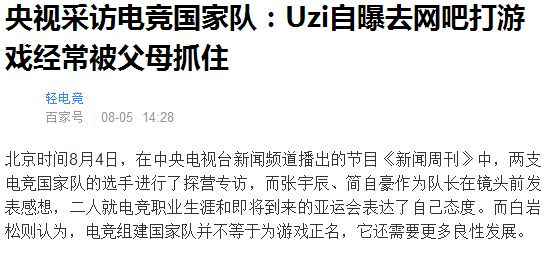 央视采访电竞国家队：Uzi自曝去网吧打游
戏经常被父母抓住
轻电竞
百家号 08-05 14:28
北京时间8月4日，在中央电视台新闻频道播出的节目《新闻周刊》中，两支
电竞国家队的选手进行了探营专访，而张宇辰、简自豪作为队长在镜头前发
表感想，二人就电竞职业生涯和即将到来的亚运会表达了自己态度。而白岩
松则认为，电竞组建国家队并不等于为游戏正名，它还需要更多良性发展。